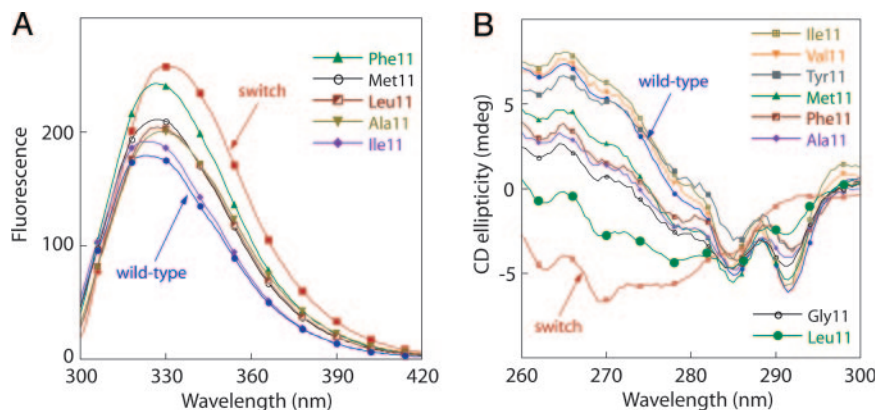 A
Fluorescence
200
100
0
300
330
360
390
420
Wavelength (nm)
switch
wild-type
Phe11
Met11
Leu11
Ala11
Ile11
B
CD ellipticity (mdeg)
5
0
-5
260
270
280
290
300
Wavelength (nm)
wild-type
switch
Ile11
Val11
Tyr11
Met11
Phe11
Ala11
Gly11
Leu11